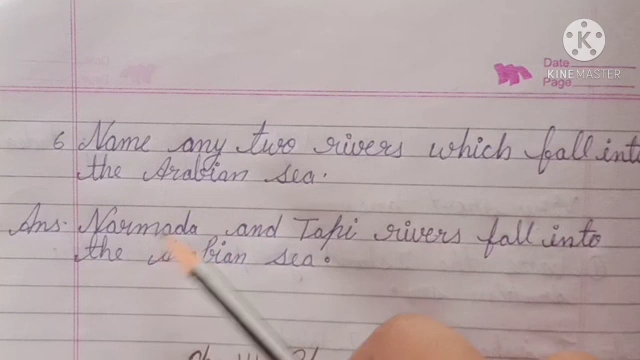 Date
Page
KINEMASTER
6 Name any two rivers which fall into
the Arabian sea.
Ans. Narmada and Tapi rivers fall into
the bian sea.